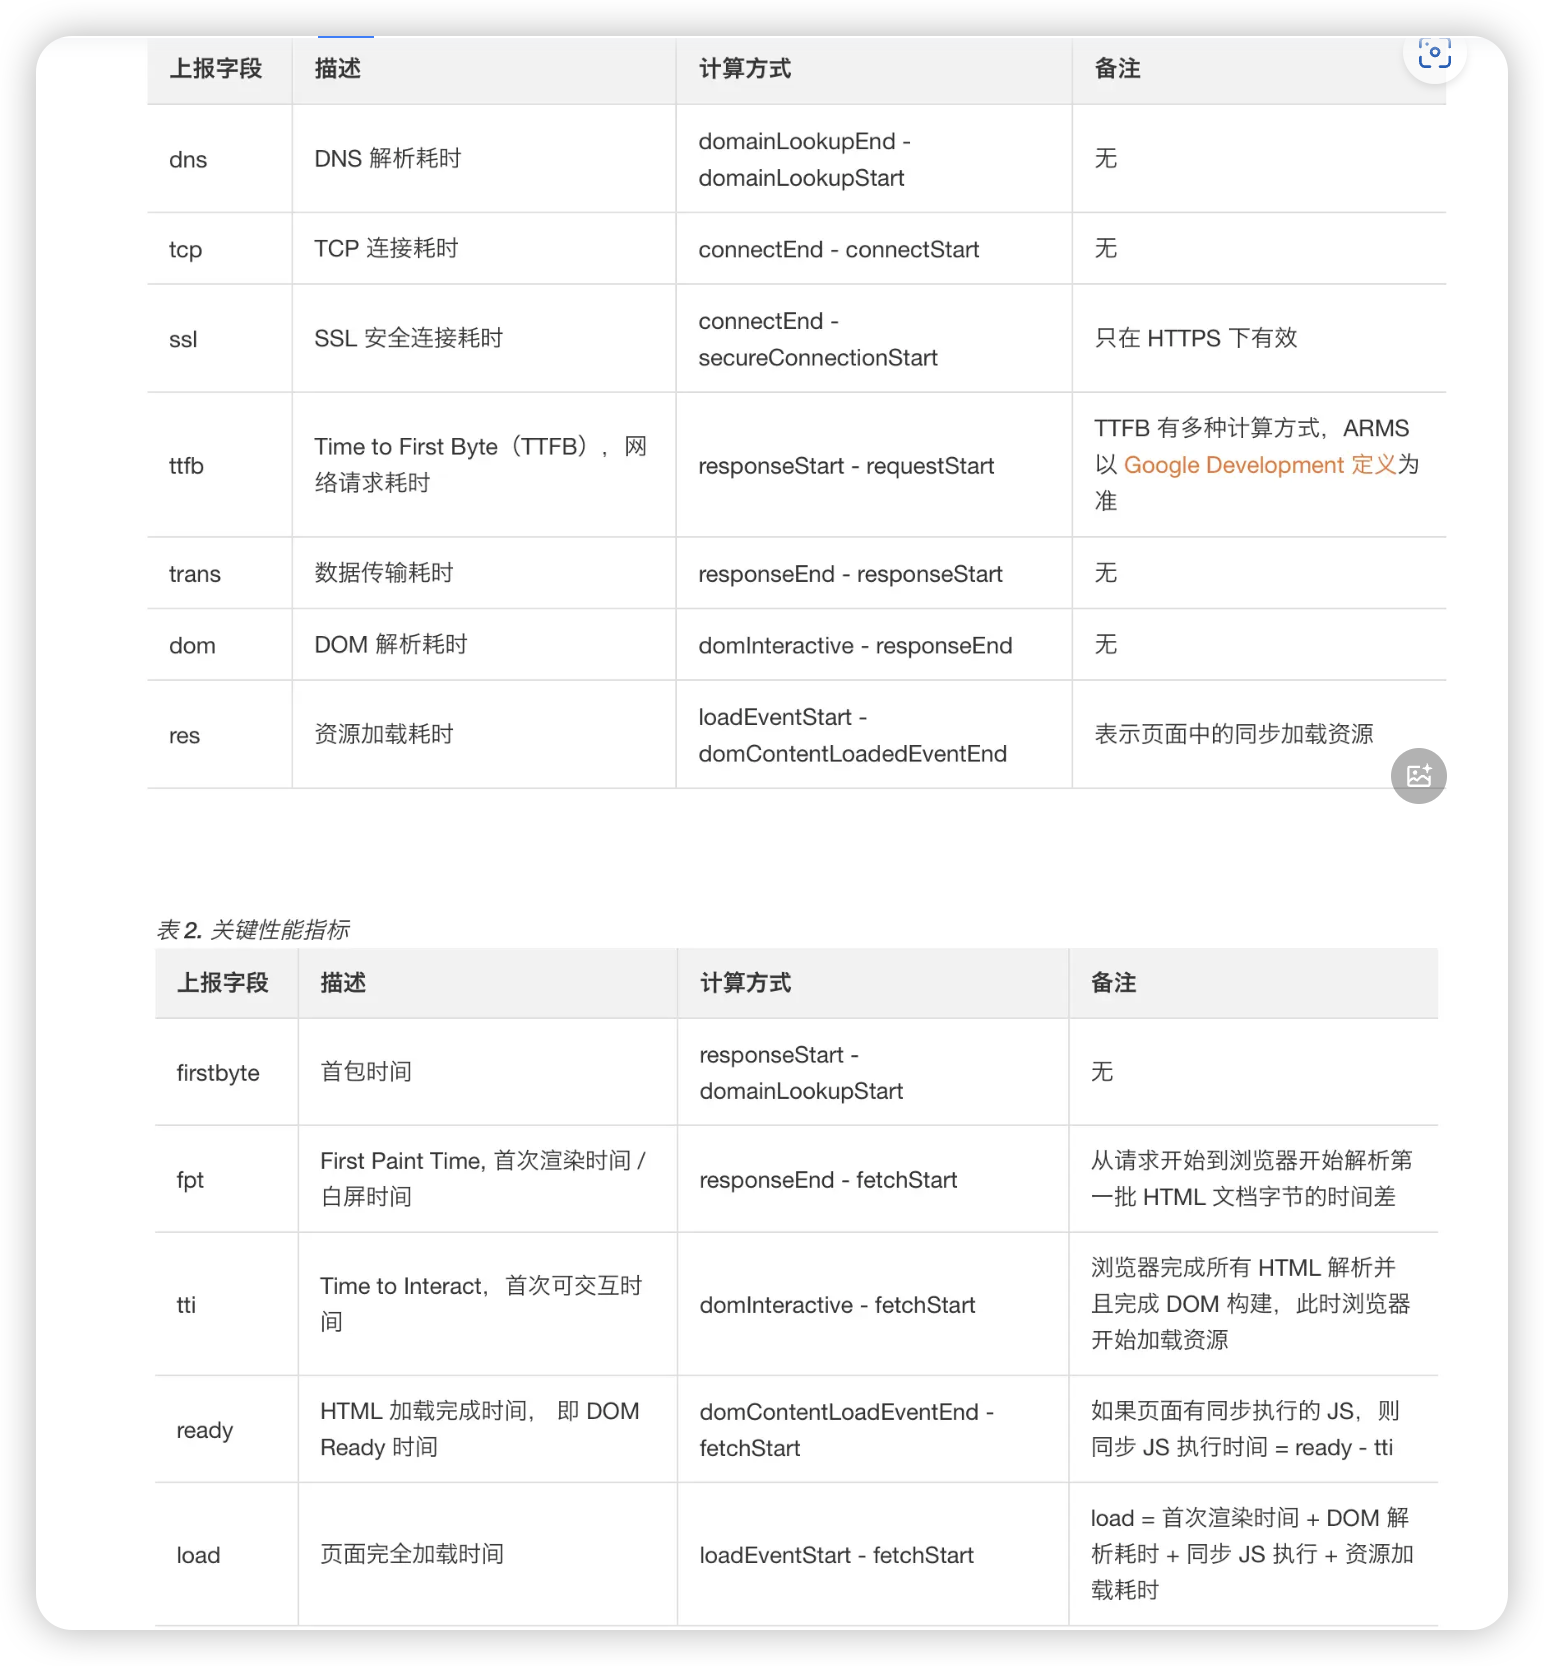 上报字段 描述 计算方式 备注
dns DNS 解析耗时 domainLookupEnd - domainLookupStart 无
tcp TCP 连接耗时 connectEnd - connectStart 无
ssl SSL 安全连接耗时 connectEnd - secureConnectionStart 只在 HTTPS 下有效
ttfb Time to First Byte（TTFB），网络请求耗时 responseStart - requestStart TTFB 有多种计算方式，ARMS 以 Google Development 定义为准
trans 数据传输耗时 responseEnd - responseStart 无
dom DOM 解析耗时 domInteractive - responseEnd 无
res 资源加载耗时 loadEventStart - domContentLoadedEventEnd 表示页面中的同步加载资源
表 2. 关键性能指标
上报字段 描述 计算方式 备注
firstbyte 首包时间 responseStart - domainLookupStart 无
fpt First Paint Time, 首次渲染时间 / 白屏时间 responseEnd - fetchStart 从请求开始到浏览器开始解析第一批 HTML 文档字节的时间差
tti Time to Interact，首次可交互时间 domInteractive - fetchStart 浏览器完成所有 HTML 解析并且完成 DOM 构建，此时浏览器开始加载资源
ready HTML 加载完成时间， 即 DOM Ready 时间 domContentLoadEventEnd - fetchStart 如果页面有同步执行的 JS，则同步 JS 执行时间 = ready - tti
load 页面完全加载时间 loadEventStart - fetchStart load = 首次渲染时间 + DOM 解析耗时 + 同步 JS 执行 + 资源加载耗时